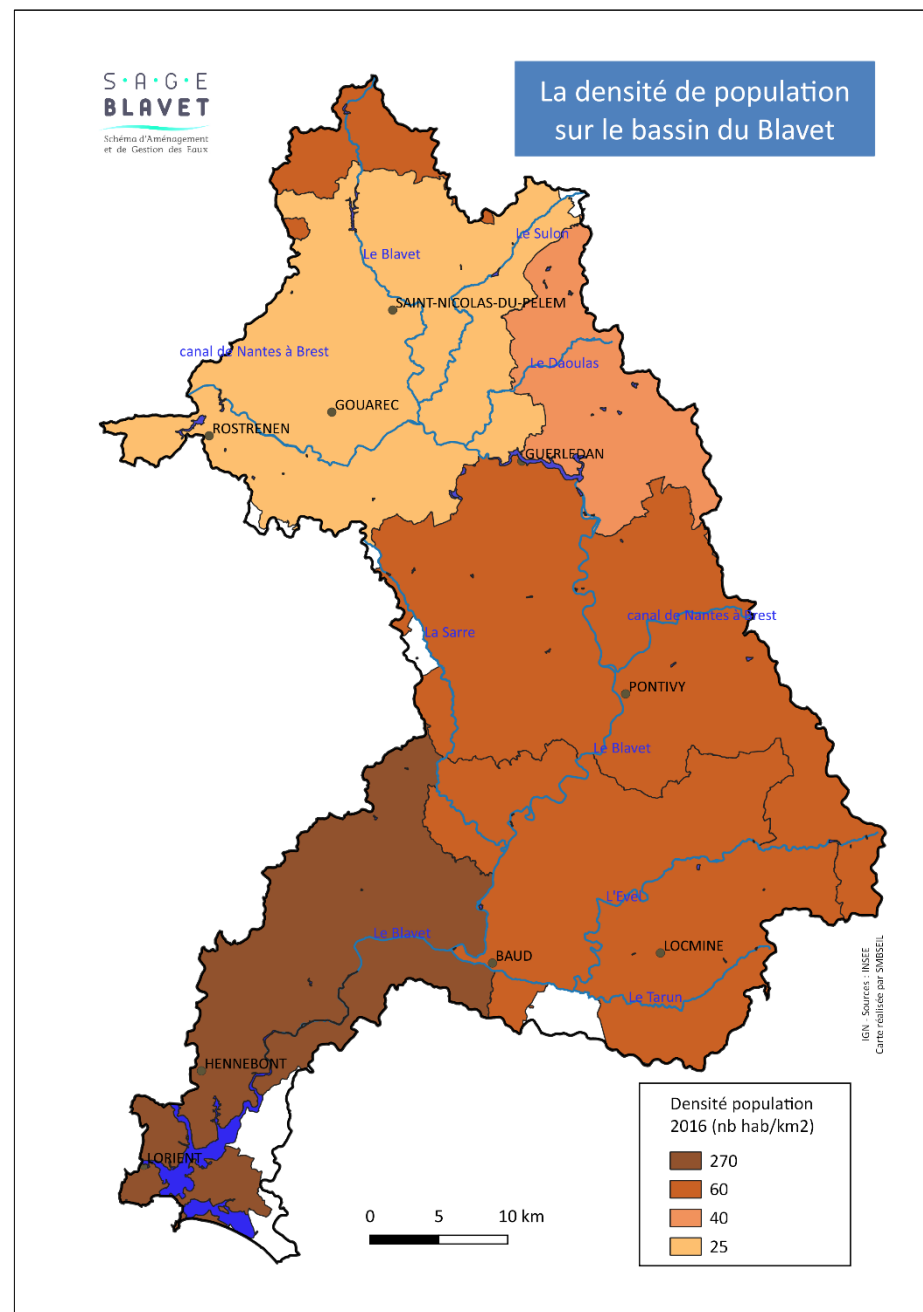 S·A·G·E
BLAVET
Schéma d'Aménagement
et de Gestion des Eaux
La densité de population
sur le bassin du Blavet
Le Sulon
Le Blavet
SAINT-NICOLAS-DU-PELEM
canal de Nantes à Brest
Le Daoulas
GOUAREC
ROSTRENEN
GUERLEDAN
canal de Nantes à Brest
La Sarre
PONTIVY
Le Blavet
L'Evel
Le Blavet
LOCMINE
BAUD
Le Tarun
IGN - Sources : INSEE
Carte réalisée par SMBSEIL
HENNEBONT
LORIENT
Densité population
2016 (nb hab/km2)
270
60
40
25
0 5 10 km